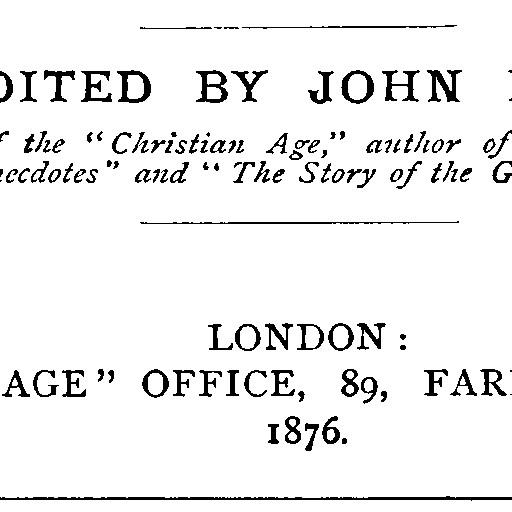 DITED BY JOHN
f the "Christian Age," author of
necdotes" and "The Story of the G
LONDON:
AGE" OFFICE, 89, FAR
1876.